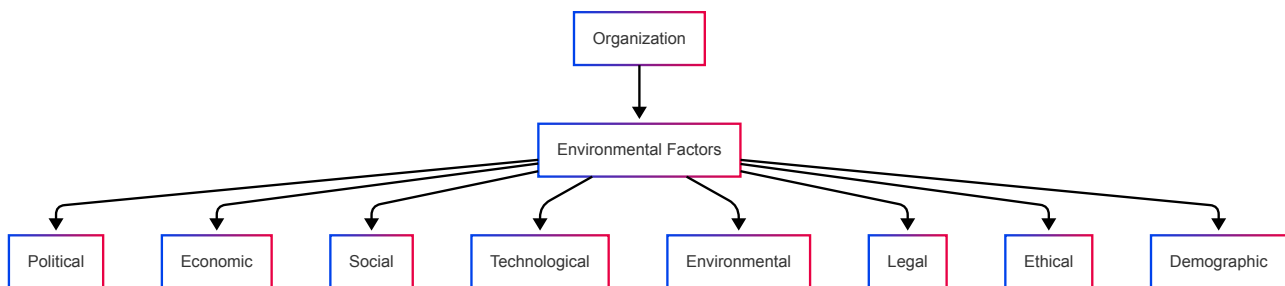 Organization
Environmental Factors
Political
Economic
Social
Technological
Environmental
Legal
Ethical
Demographic